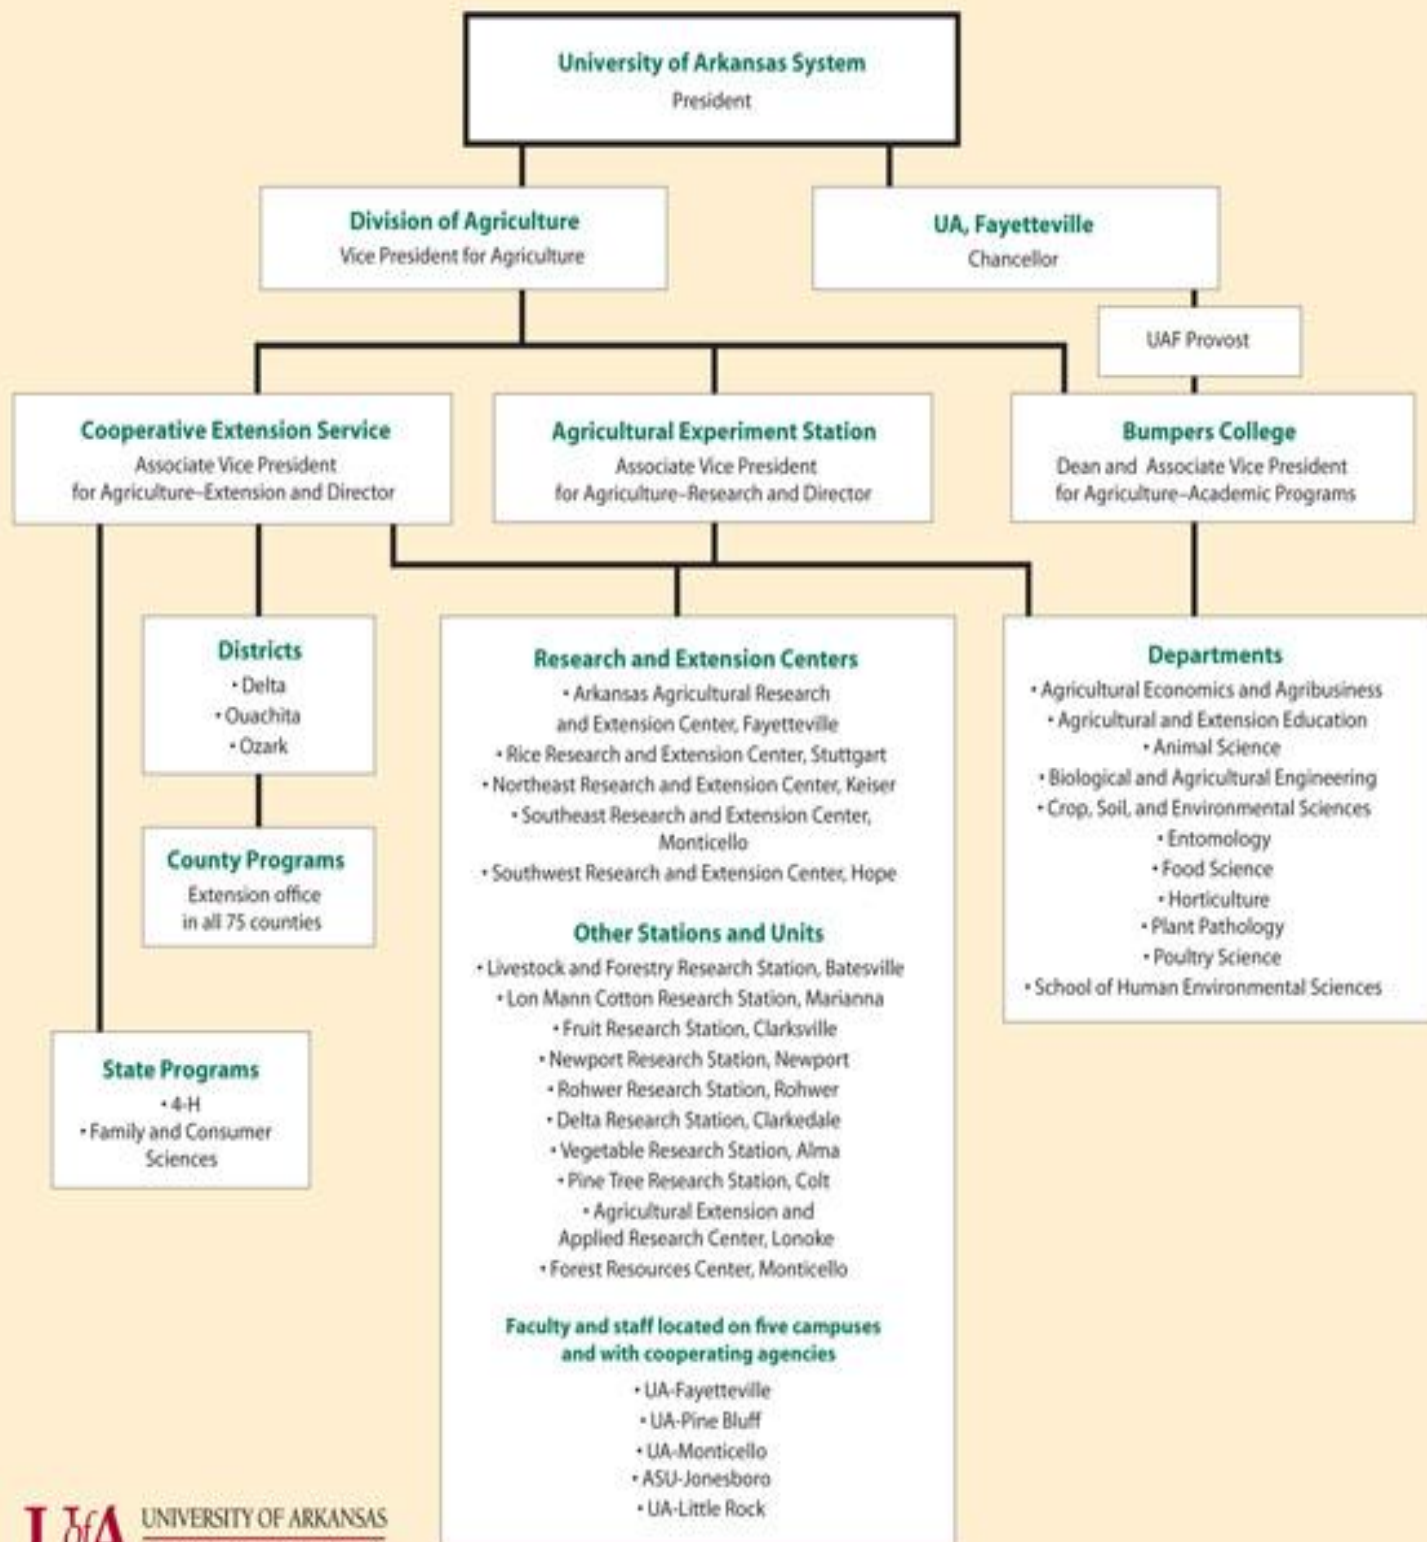 University of Arkansas System
President
Division of Agriculture
Vice President for Agriculture
UA, Fayetteville
Chancellor
UAF Provost
Cooperative Extension Service
Associate Vice President
for Agriculture–Extension and Director
Agricultural Experiment Station
Associate Vice President
for Agriculture–Research and Director
Bumpers College
Dean and Associate Vice President
for Agriculture–Academic Programs
Districts
• Delta
• Ouachita
• Ozark
County Programs
Extension office
in all 75 counties
State Programs
• 4-H
• Family and Consumer
Sciences
Research and Extension Centers
• Arkansas Agricultural Research
and Extension Center, Fayetteville
• Rice Research and Extension Center, Stuttgart
• Northeast Research and Extension Center, Keiser
• Southeast Research and Extension Center,
Monticello
• Southwest Research and Extension Center, Hope
Other Stations and Units
• Livestock and Forestry Research Station, Batesville
• Lon Mann Cotton Research Station, Marianna
• Fruit Research Station, Clarksville
• Newport Research Station, Newport
• Rohwer Research Station, Rohwer
• Delta Research Station, Clarkedale
• Vegetable Research Station, Alma
• Pine Tree Research Station, Colt
• Agricultural Extension and
Applied Research Center, Lonoke
• Forest Resources Center, Monticello
Faculty and staff located on five campuses
and with cooperating agencies
• UA-Fayetteville
• UA-Pine Bluff
• UA-Monticello
• ASU-Jonesboro
• UA-Little Rock
Departments
• Agricultural Economics and Agribusiness
• Agricultural and Extension Education
• Animal Science
• Biological and Agricultural Engineering
• Crop, Soil, and Environmental Sciences
• Entomology
• Food Science
• Horticulture
• Plant Pathology
• Poultry Science
• School of Human Environmental Sciences
UofA
UNIVERSITY OF ARKANSAS